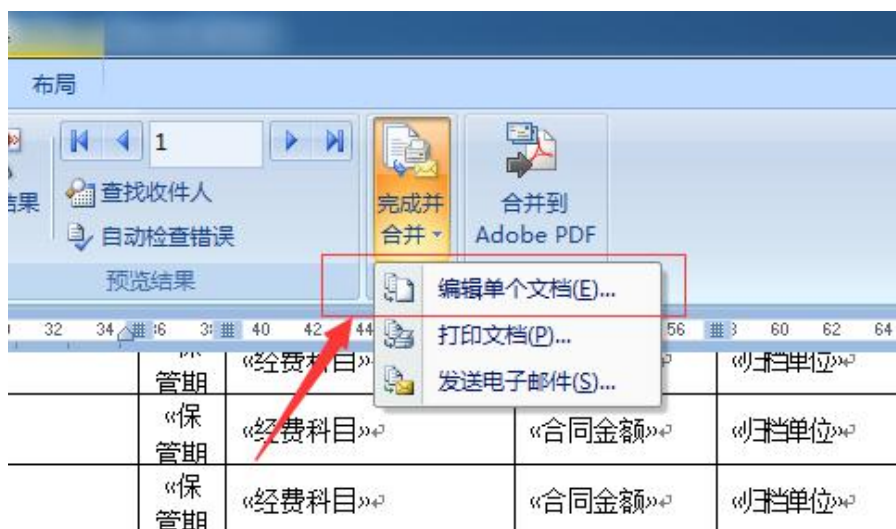 布局
1
结果
查找收件人
自动检查错误
完成并
合并
合并到
Adobe PDF
预览结果
编辑单个文档(E)...
打印文档(P)...
发送电子邮件(S)...
32 34 36 38 40 42 44 56 60 62 64
管期
«经费科目»
«归档单位»
«保
管期
«经费科目»
«合同金额»
«归档单位»
«保
管期
«经费科目»
«合同金额»
«归档单位»